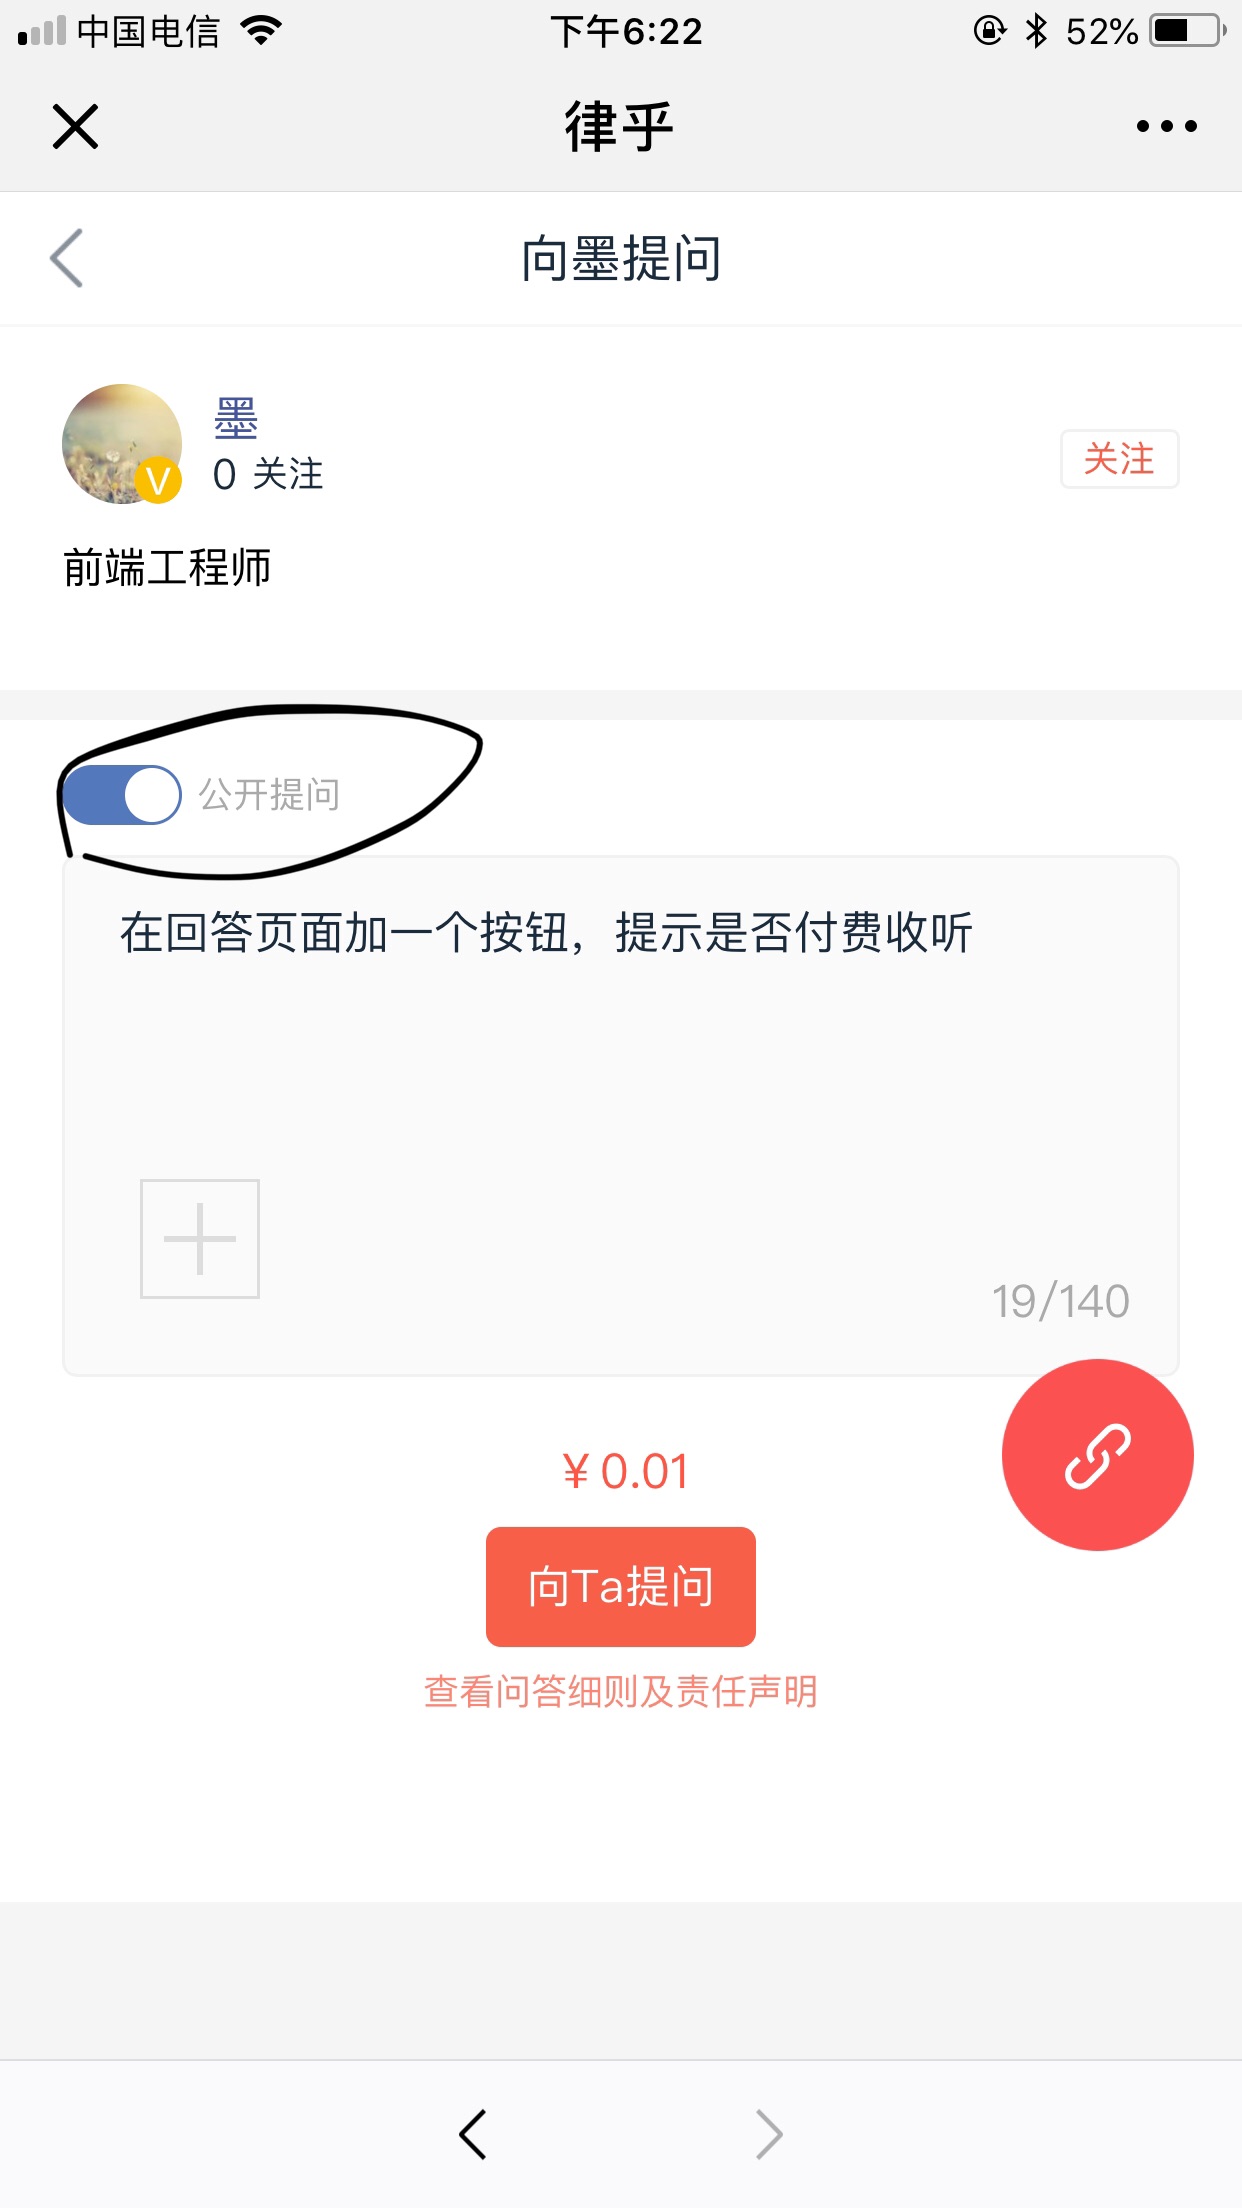 中国电信 下午6:22 52%
律乎
向墨提问
墨
V
0 关注
关注
前端工程师
公开提问
在回答页面加一个按钮，提示是否付费收听
19/140
¥0.01
向Ta提问
查看问答细则及责任声明